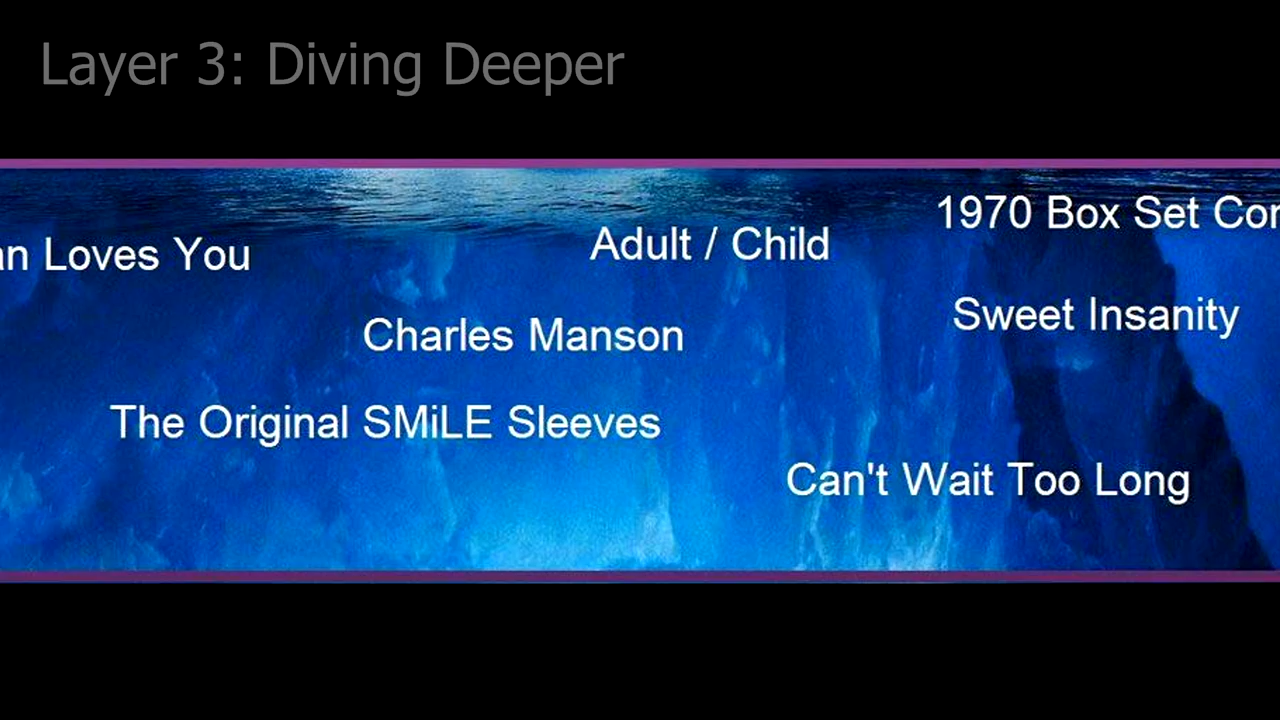 Layer 3: Diving Deeper
1970 Box Set
Adult / Child
Loves You
Sweet Insanity
Charles Manson
The Original SMiLE Sleeves
Can't Wait Too Long